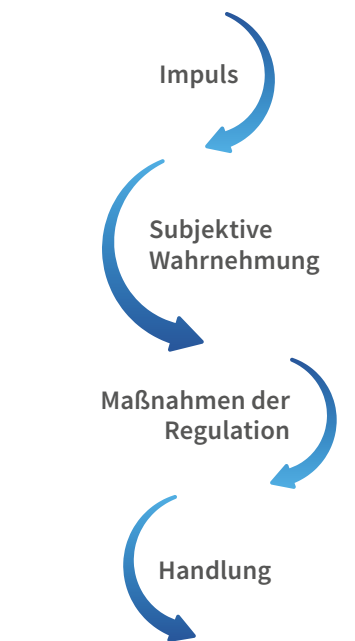 Impuls
Subjektive
Wahrnehmung
Maßnahmen der
Regulation
Handlung